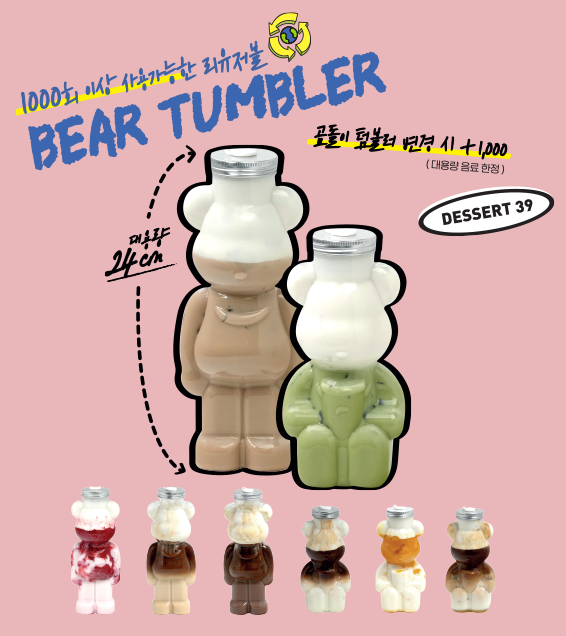 1000회 이상 사용가능한 리유저블
BEAR TUMBLER
곰돌이 텀블러 변경 시 +1,000
( 대용량 음료 한정 )
DESSERT 39
대용량
24cm